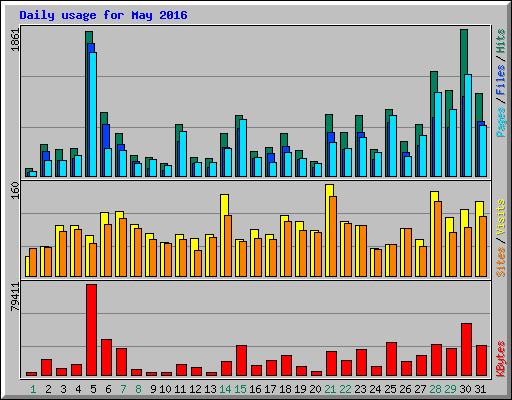 Daily usage for May 2016
1861
Pages / Files / Hits
160
Sites / Visits
79411
KBytes
1 2 3 4 5 6 7 8 9 10 11 12 13 14 15 16 17 18 19 20 21 22 23 24 25 26 27 28 29 30 31